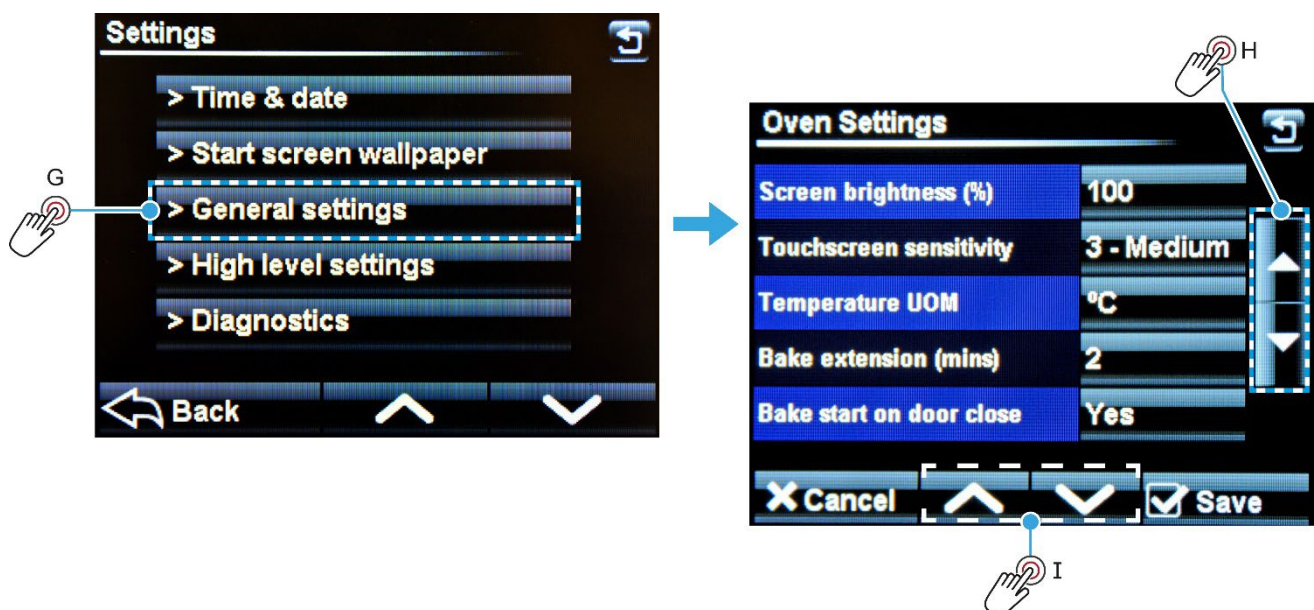 Settings
> Time & date
> Start screen wallpaper
G
> General settings
> High level settings
> Diagnostics
Back
H
Oven Settings
Screen brightness (%) 100
Touchscreen sensitivity 3 - Medium
Temperature UOM ºC
Bake extension (mins) 2
Bake start on door close Yes
Cancel Save
I